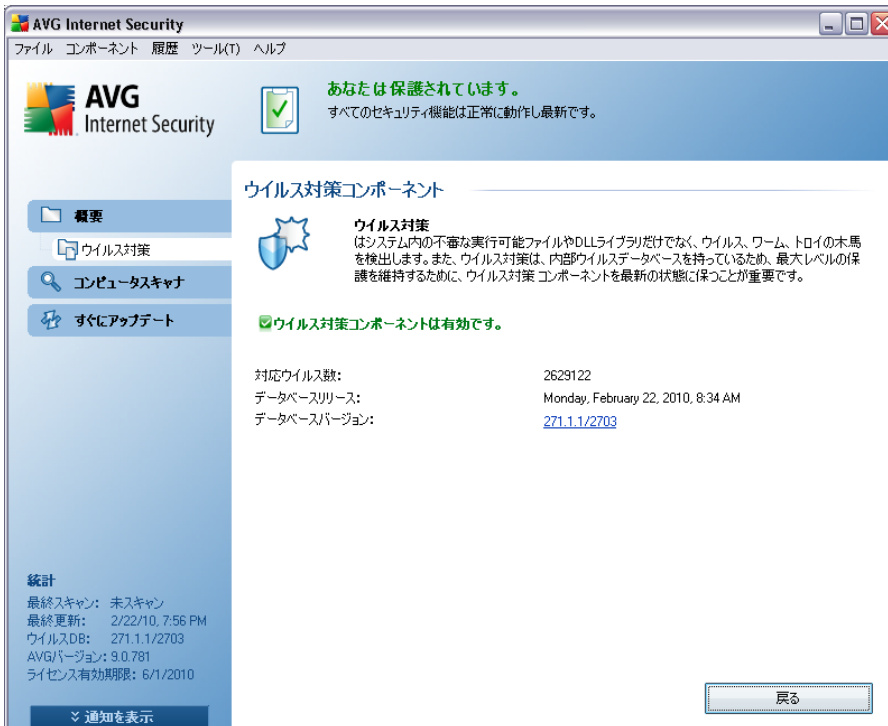 AVG Internet Security
ファイル コンポーネント 履歴 ツール(T) ヘルプ
AVG
Internet Security
あなたは保護されています。
すべてのセキュリティ機能は正常に動作し最新です。
概要
ウイルス対策
コンピュータスキャナ
すぐにアップデート
ウイルス対策コンポーネント
ウイルス対策
はシステム内の不審な実行可能ファイルやDLLライブラリだけでなく、ウイルス、ワーム、トロイの木馬
を検出します。また、ウイルス対策は、内部ウイルスデータベースを持っているため、最大レベルの保
護を維持するために、ウイルス対策 コンポーネントを最新の状態に保つことが重要です。
ウイルス対策コンポーネントは有効です。
対応ウイルス数: 2629122
データベースリリース: Monday, February 22, 2010, 8:34 AM
データベースバージョン: 271.1.1/2703
統計
最終スキャン: 未スキャン
最終更新: 2/22/10, 7:56 PM
ウイルスDB: 271.1.1/2703
AVGバージョン: 9.0.781
ライセンス有効期限: 6/1/2010
通知を表示
戻る